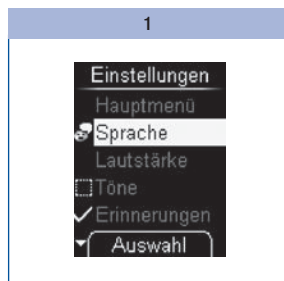 1
Einstellungen
Hauptmenü
Sprache
Lautstärke
Töne
Erinnerungen
Auswahl